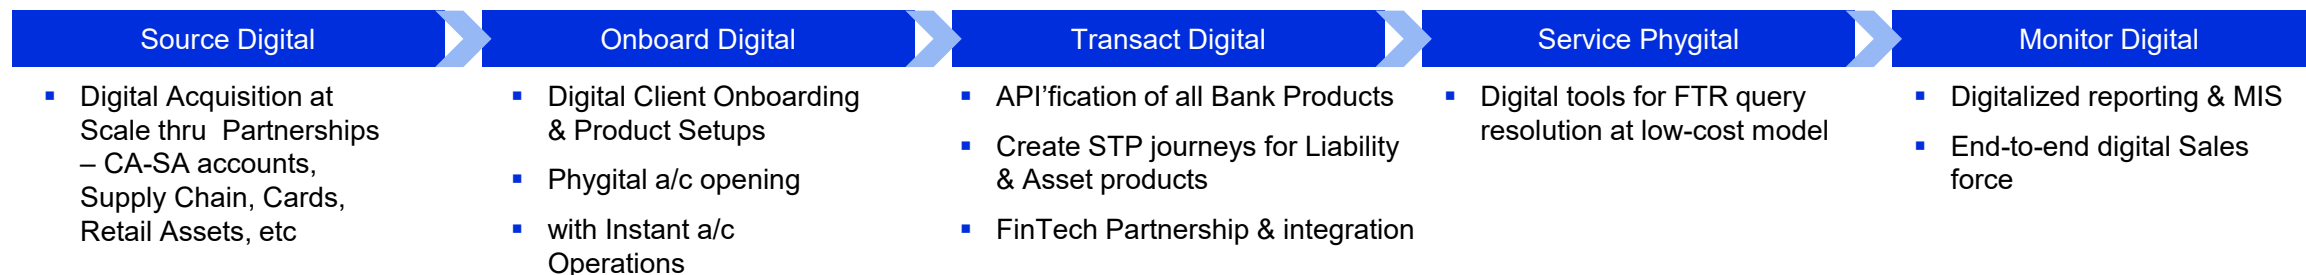 Source Digital
Onboard Digital
Transact Digital
Service Phygital
Monitor Digital
▪ Digital Acquisition at
Scale thru  Partnerships
– CA-SA accounts,
Supply Chain, Cards,
Retail Assets, etc
▪ Digital Client Onboarding
& Product Setups
▪ Phygital a/c opening
▪ with Instant a/c
Operations
▪ API’fication of all Bank Products
▪ Create STP journeys for Liability
& Asset products
▪ FinTech Partnership & integration
▪ Digital tools for FTR query
resolution at low-cost model
▪ Digitalized reporting & MIS
▪ End-to-end digital Sales
force